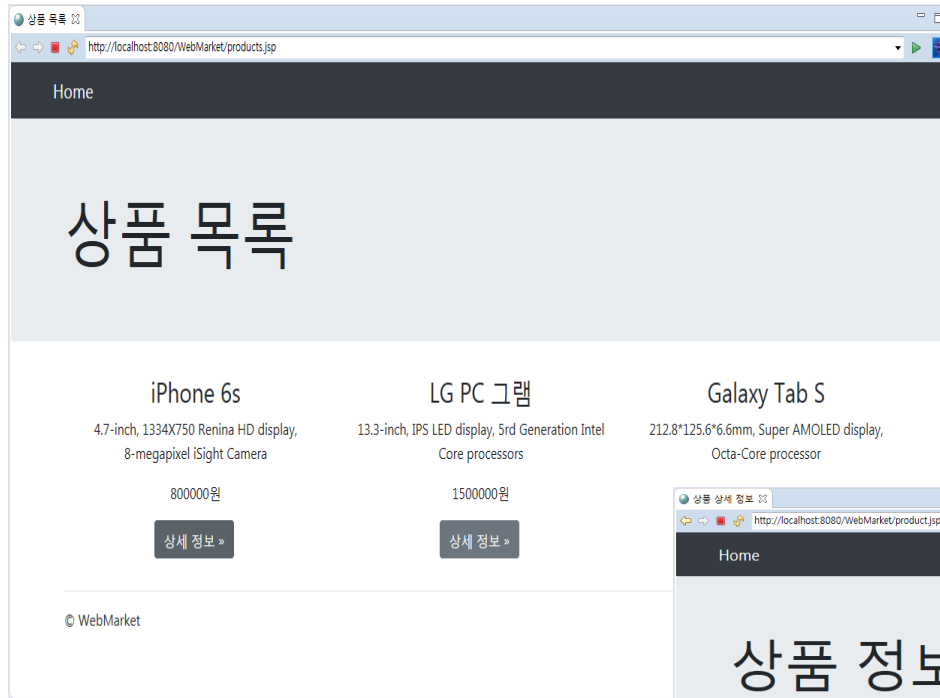 상품 목록
http://localhost:8080/WebMarket/products.jsp
Home
상품 목록
iPhone 6s
4.7-inch, 1334X750 Renina HD display,
8-megapixel iSight Camera
800000원
상세 정보 »
LG PC 그램
13.3-inch, IPS LED display, 5rd Generation Intel
Core processors
1500000원
상세 정보 »
Galaxy Tab S
212.8*125.6*6.6mm, Super AMOLED display,
Octa-Core processor
© WebMarket
상품 상세 정보
http://localhost:8080/WebMarket/product.jsp
Home
상품 정보